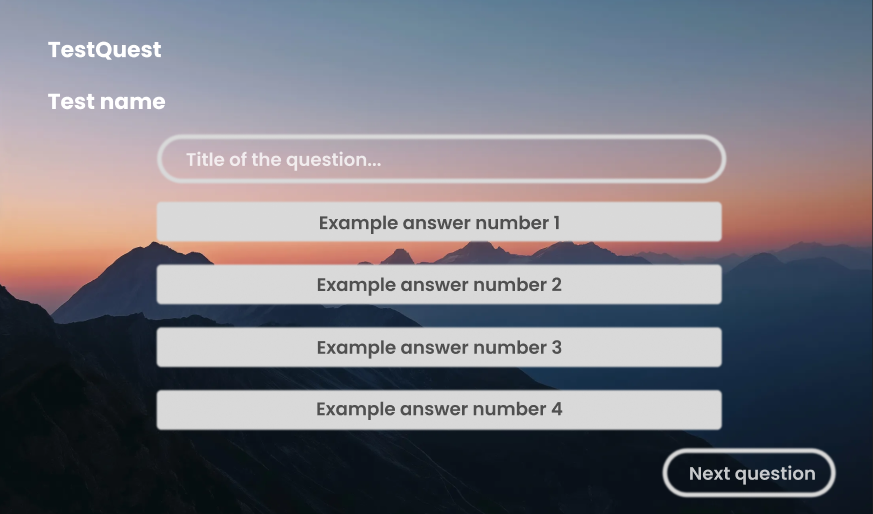 TestQuest
Test name
Title of the question...
Example answer number 1
Example answer number 2
Example answer number 3
Example answer number 4
Next question